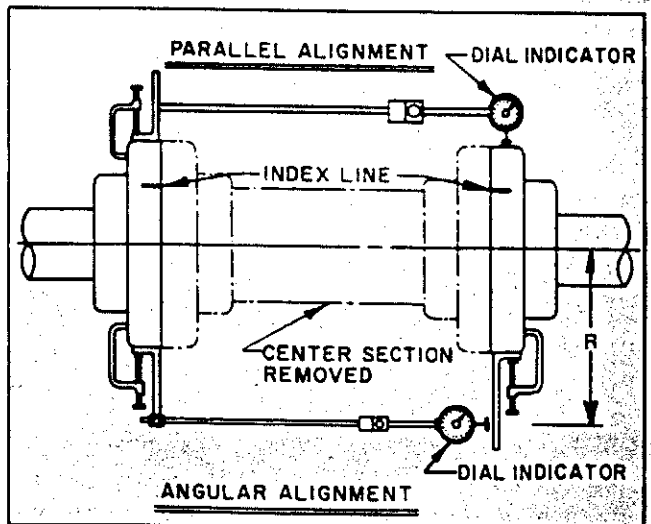 PARALLEL ALIGNMENT
DIAL INDICATOR
INDEX LINE
R
CENTER SECTION
REMOVED
DIAL INDICATOR
ANGULAR ALIGNMENT